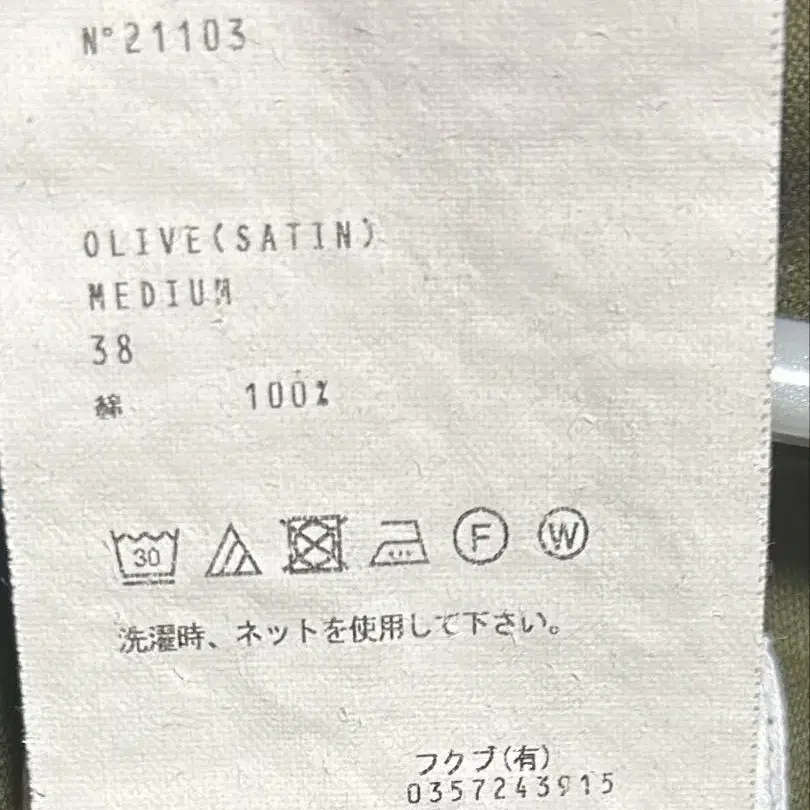 N°21103
OLIVE(SATIN)
MEDIUM
38
綿 100%
30 F W
洗濯時、ネットを使用して下さい。
フクブ(有)
0357243915